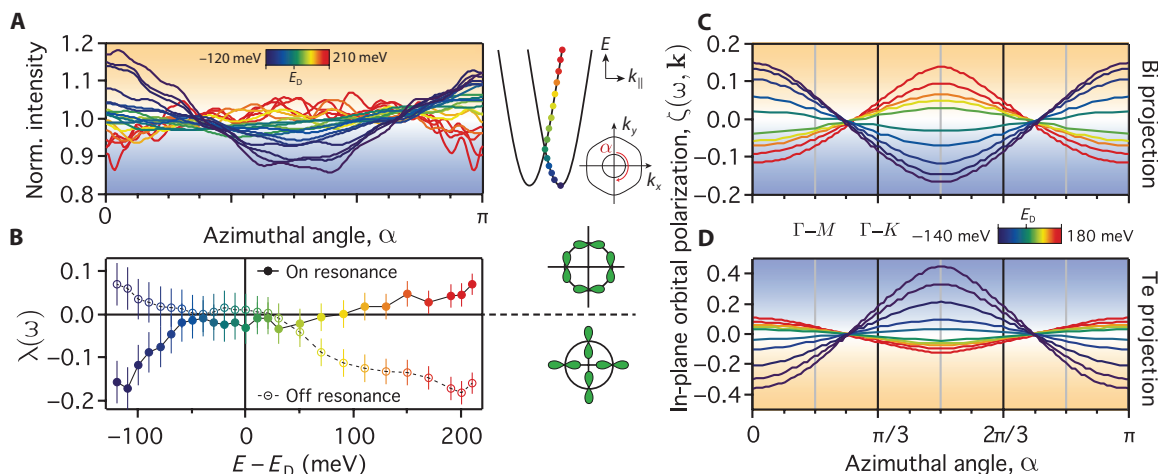 A
Norm. intensity
1.2
1.1
1.0
0.9
0.8
−120 meV
210 meV
E_D
0
π
Azimuthal angle, α
E
k_||
k_y
α
k_x
B
λ(ω)
0.1
0
−0.1
−0.2
On resonance
Off resonance
−100
0
100
200
E − E_D (meV)
C
In-plane orbital polarization, ζ(ω, k)
0.2
0.1
0.0
−0.1
−0.2
Bi projection
Γ−M
Γ−K
E_D
−140 meV
180 meV
D
0.4
0.2
0.0
−0.2
−0.4
Te projection
0
π/3
2π/3
π
Azimuthal angle, α